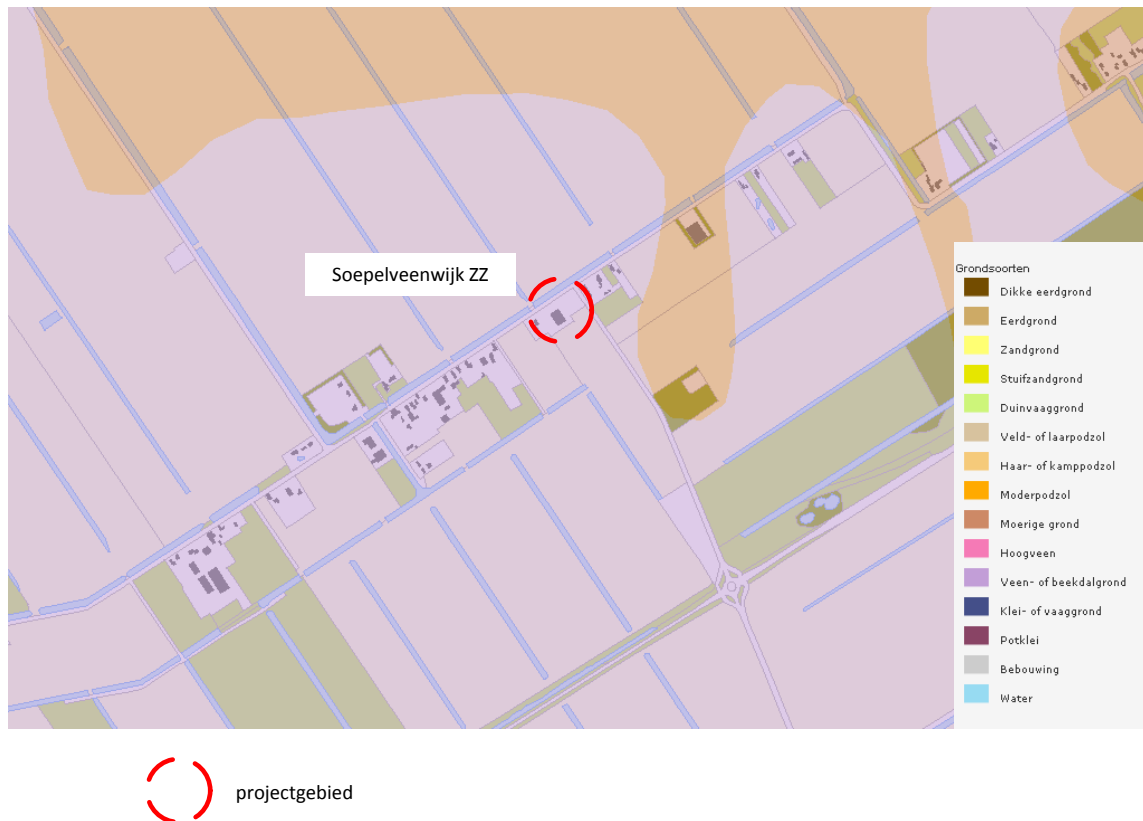 Soepelveenwijk ZZ
Grondsoorten
Dikke eerdgrond
Eerdgrond
Zandgrond
Stuifzandgrond
Duinvaaggrond
Veld- of laarpodzol
Haar- of kamppodzol
Moderpodzol
Moerige grond
Hoogveen
Veen- of beekdalgrond
Klei- of vaaggrond
Potklei
Bebouwing
Water
projectgebied